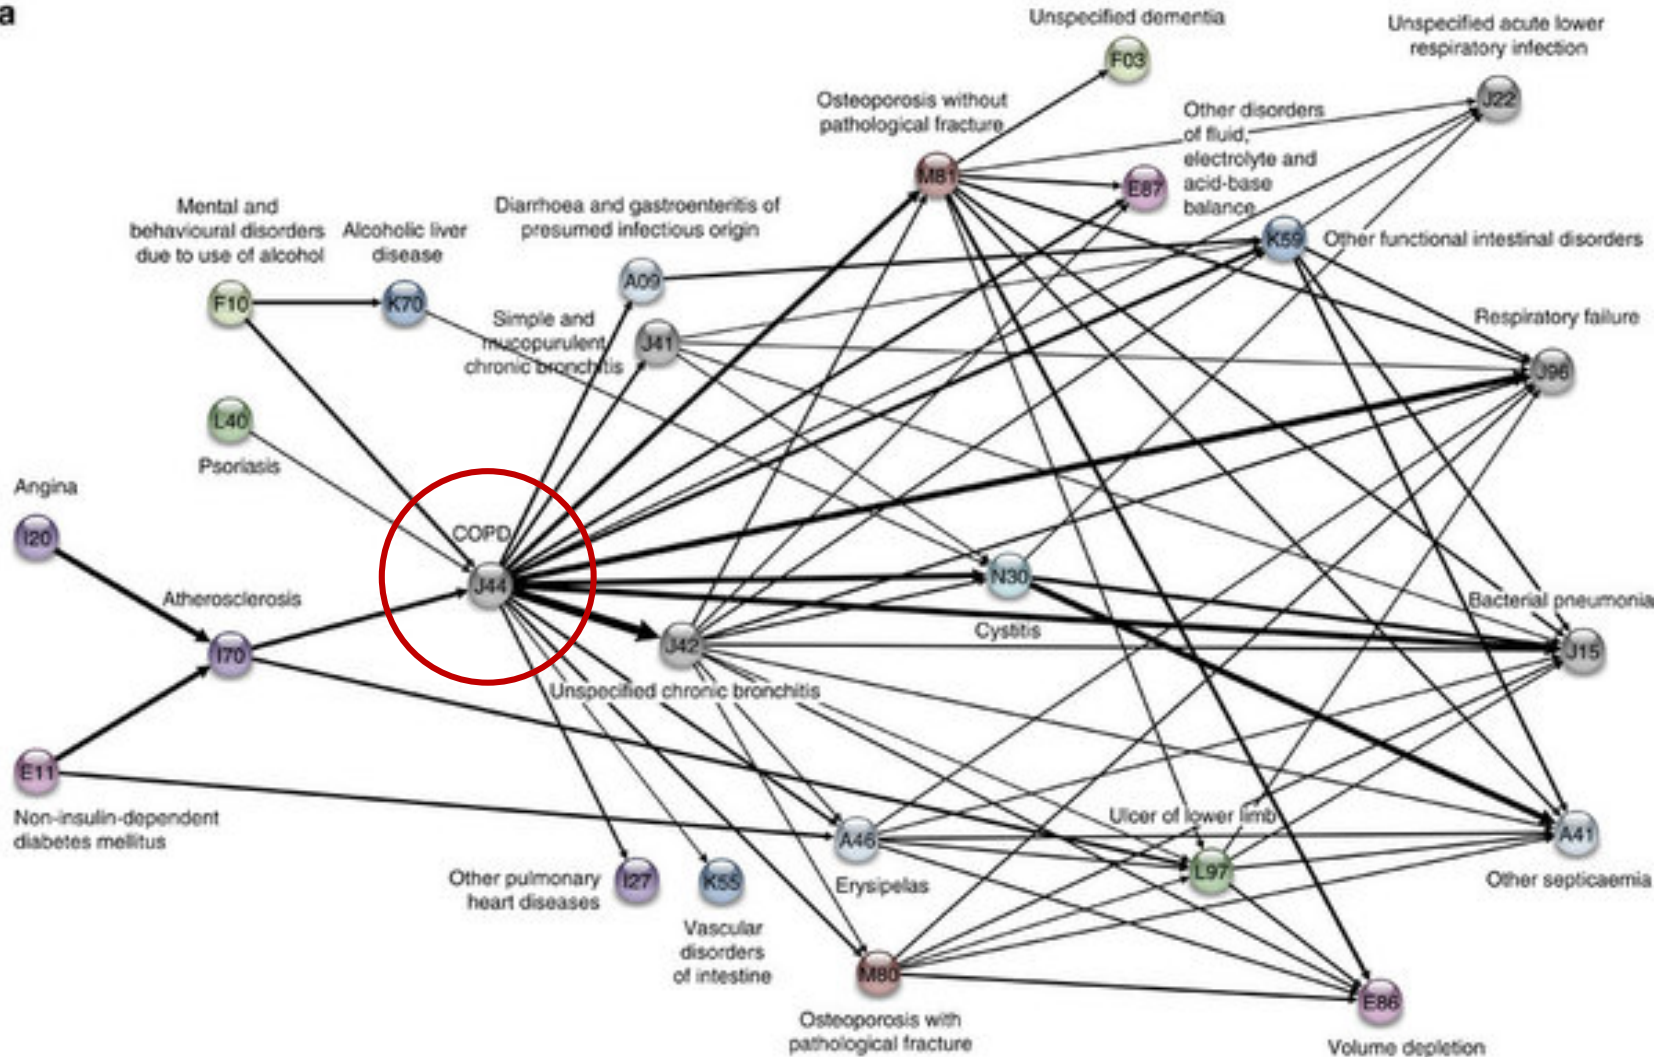 a
Unspecified dementia
F03
Unspecified acute lower
respiratory infection
J22
Osteoporosis without
pathological fracture
M81
Other disorders
of fluid,
electrolyte and
acid-base
balance
E87
Mental and
behavioural disorders
due to use of alcohol
F10
Alcoholic liver
disease
K70
Diarrhoea and gastroenteritis of
presumed infectious origin
A09
K59
Other functional intestinal disorders
Simple and
mucopurulent
chronic bronchitis
J41
Respiratory failure
J96
L40
Psoriasis
Angina
I20
COPD
J44
N30
Cystitis
Atherosclerosis
I70
J42
Unspecified chronic bronchitis
Bacterial pneumonia
J15
E11
Non-insulin-dependent
diabetes mellitus
Other pulmonary
heart diseases
I27
K55
Vascular
disorders
of intestine
A46
Erysipelas
Ulcer of lower limb
L97
A41
Other septicaemia
M80
Osteoporosis with
pathological fracture
E86
Volume depletion